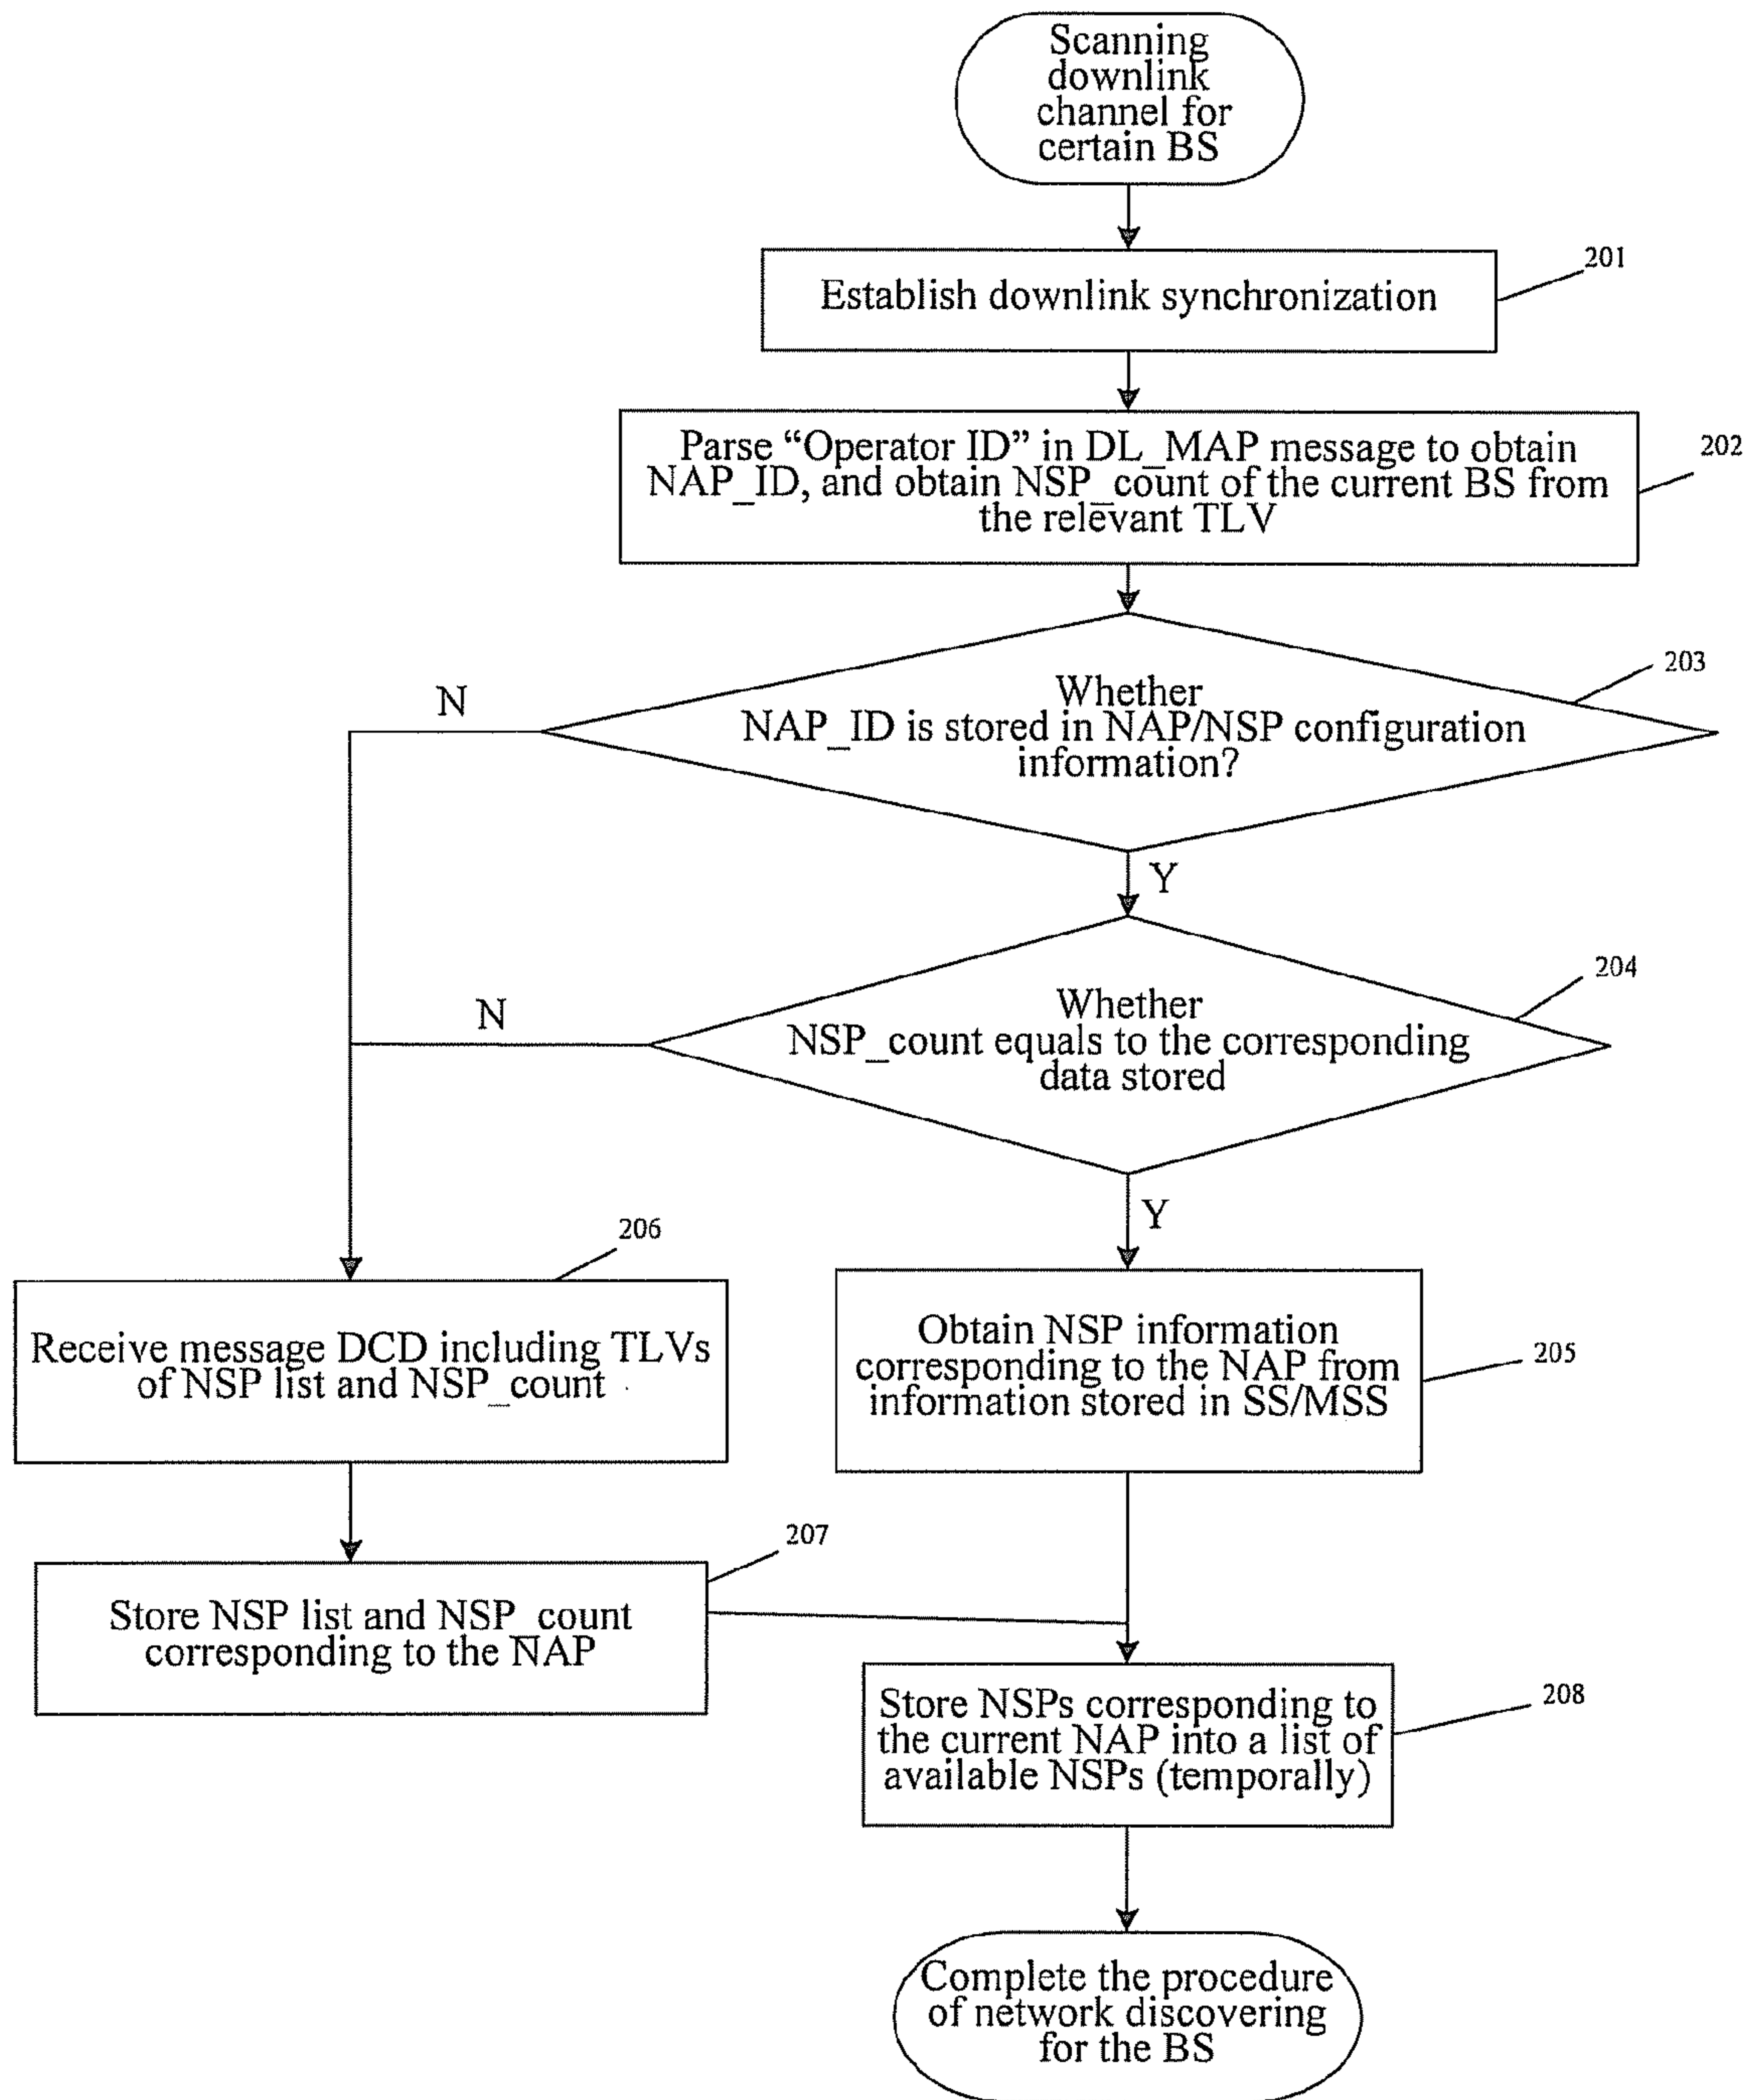 Scanning
downlink
channel for
certain BS
201
Establish downlink synchronization
202
Parse “Operator ID” in DL_MAP message to obtain
NAP_ID, and obtain NSP_count of the current BS from
the relevant TLV
203
N
Whether
NAP_ID is stored in NAP/NSP configuration
information?
Y
204
N
Whether
NSP_count equals to the corresponding
data stored
Y
206
Receive message DCD including TLVs
of NSP list and NSP_count
205
Obtain NSP information
corresponding to the NAP from
information stored in SS/MSS
207
Store NSP list and NSP_count
corresponding to the NAP
208
Store NSPs corresponding to
the current NAP into a list of
available NSPs (temporally)
Complete the procedure
of network discovering
for the BS